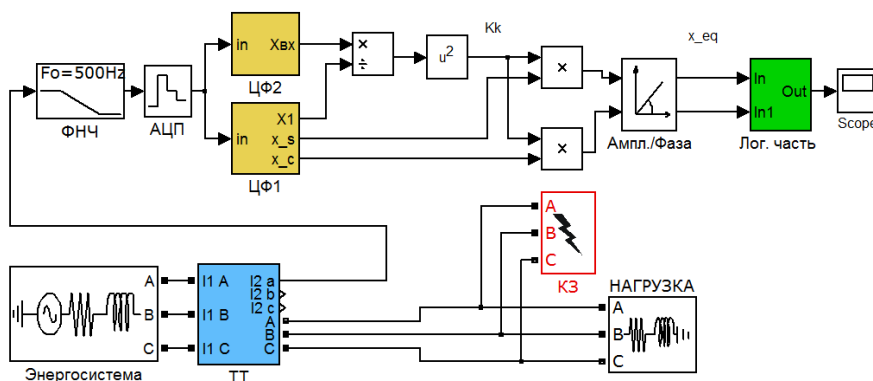 Fo=500Hz
ФНЧ
АЦП
in
Xвх
ЦФ2
in
X1
x_s
x_c
ЦФ1
×
÷
u²
Kk
×
×
x_eq
Ампл./Фаза
In
In1
Out
Лог. часть
Scope
A
B
C
Энергосистема
I1 A
I1 B
I1 C
I2 a
I2 b
I2 c
A
B
C
ТТ
A
B
C
КЗ
НАГРУЗКА
A
B
C